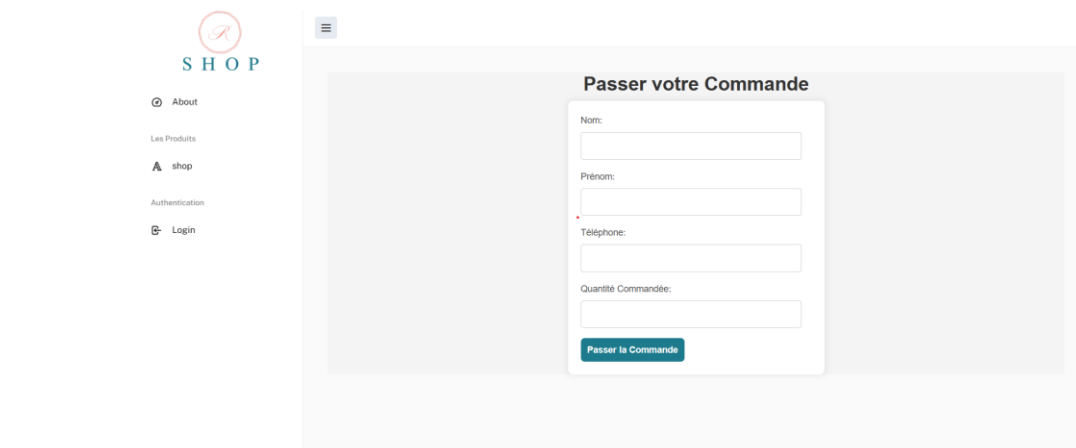 R
SHOP
About
Les Produits
shop
Authentication
Login
Passer votre Commande
Nom:
Prénom:
Téléphone:
Quantité Commandée:
Passer la Commande